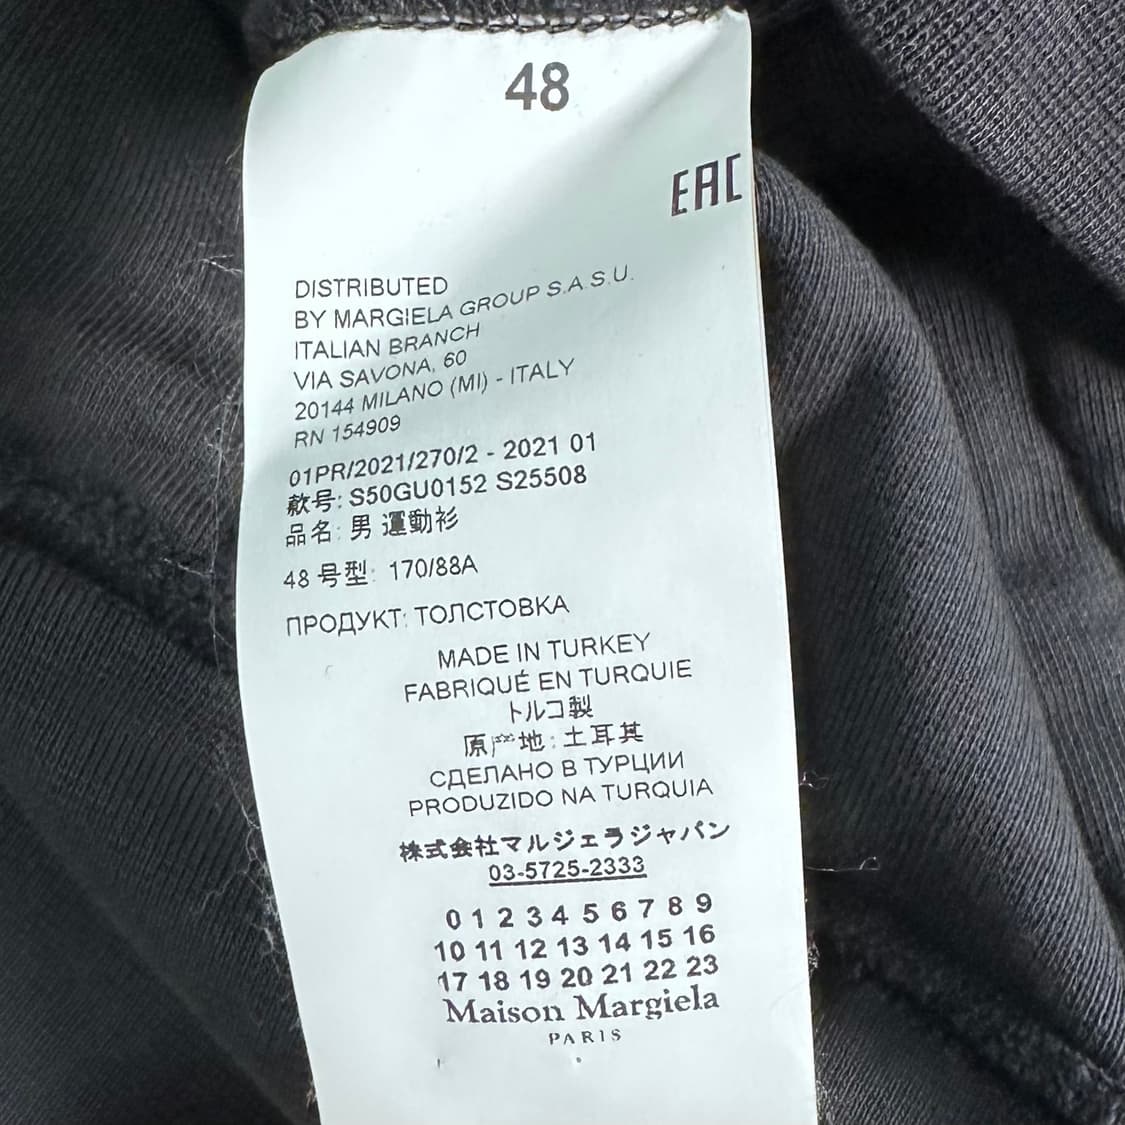 48
EAC
DISTRIBUTED
BY MARGIELA GROUP S.A.S.U.
ITALIAN BRANCH
VIA SAVONA, 60
20144 MILANO (MI) - ITALY
RN 154909
01PR/2021/270/2 - 2021 01
款号: S50GU0152 S25508
品名: 男 運動衫
48 号型: 170/88A
ПРОДУКТ: ТОЛСТОВКА
MADE IN TURKEY
FABRIQUÉ EN TURQUIE
トルコ製
原产地: 土耳其
СДЕЛАНО В ТУРЦИИ
PRODUZIDO NA TURQUIA
株式会社マルジェラジャパン
03-5725-2333
0 1 2 3 4 5 6 7 8 9
10 11 12 13 14 15 16
17 18 19 20 21 22 23
Maison Margiela
PARIS